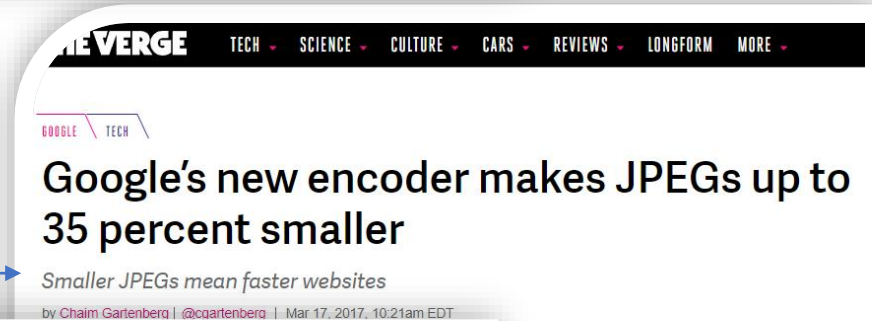 THE VERGE TECH SCIENCE CULTURE CARS REVIEWS LONGFORM MORE
GOOGLE TECH
Google's new encoder makes JPEGs up to
35 percent smaller
Smaller JPEGs mean faster websites
by Chaim Gartenberg | @cgartenberg | Mar 17, 2017, 10:21am EDT